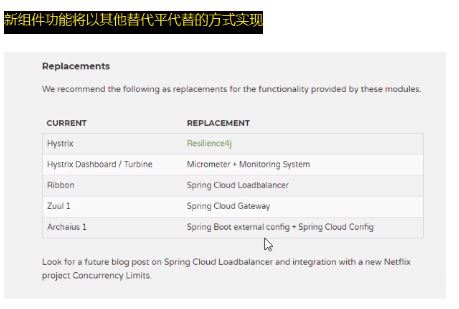 新组件功能将以其他替代平代替的方式实现
Replacements
We recommend the following as replacements for the functionality provided by these modules.
CURRENT REPLACEMENT
Hystrix Resilience4j
Hystrix Dashboard / Turbine Micrometer + Monitoring System
Ribbon Spring Cloud Loadbalancer
Zuul 1 Spring Cloud Gateway
Archaius 1 Spring Boot external config + Spring Cloud Config
Look for a future blog post on Spring Cloud Loadbalancer and integration with a new Netflix
project Concurrency Limits.